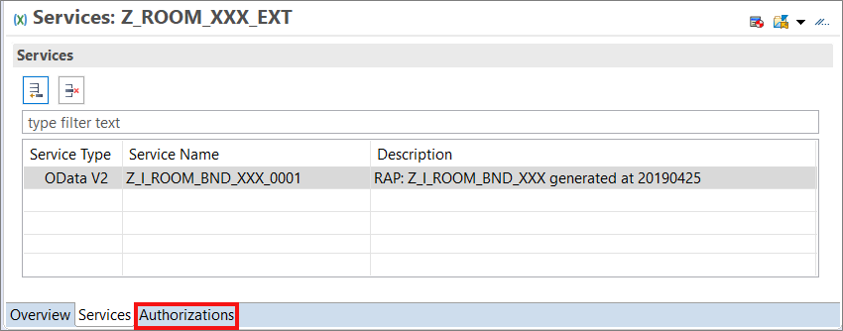 (x) Services: Z_ROOM_XXX_EXT
Services
type filter text
Service Type Service Name Description
OData V2 Z_I_ROOM_BND_XXX_0001 RAP: Z_I_ROOM_BND_XXX generated at 20190425
Overview Services Authorizations